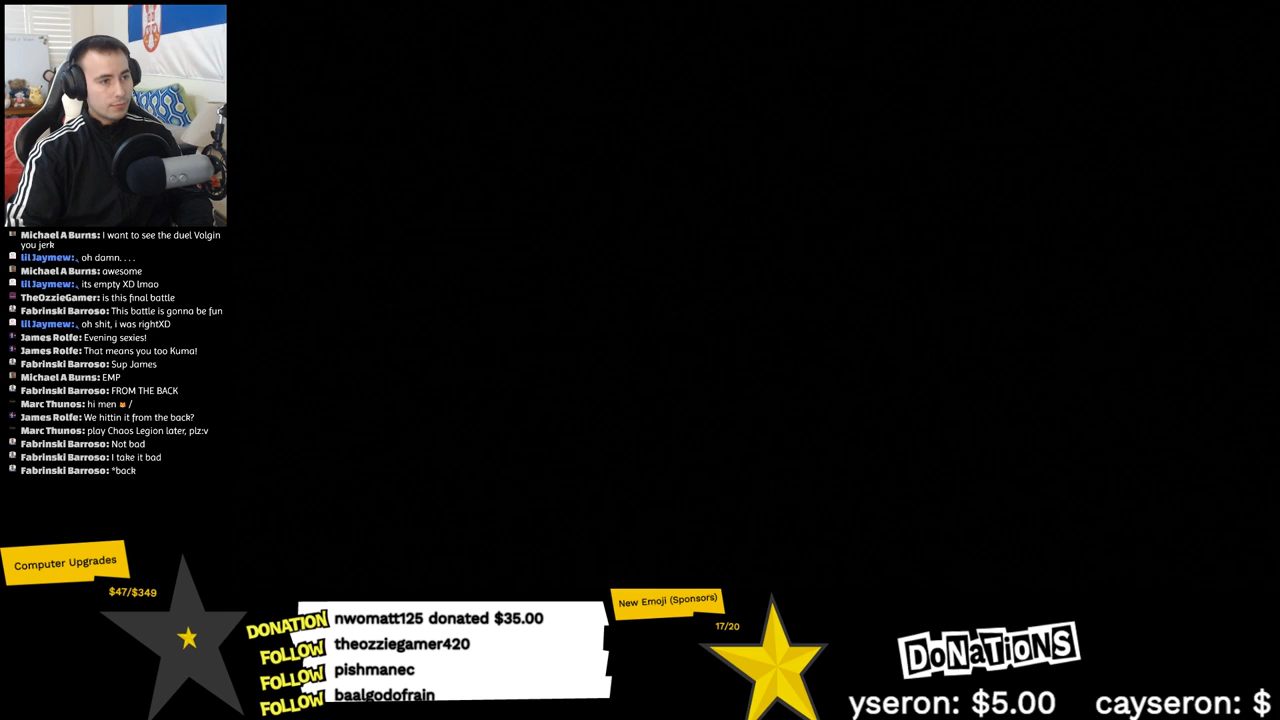 Michael A Burns: I want to see the duel Volgin
you jerk
lil Jaymew: oh damn. . . .
Michael A Burns: awesome
lil Jaymew: its empty XD lmao
TheOzzieGamer: is this final battle
Fabrinski Barroso: This battle is gonna be fun
lil Jaymew: oh shit, i was rightXD
James Rolfe: Evening sexies!
James Rolfe: That means you too Kuma!
Fabrinski Barroso: Sup James
Michael A Burns: EMP
Fabrinski Barroso: FROM THE BACK
Marc Thunos: hi men /
James Rolfe: We hittin it from the back?
Marc Thunos: play Chaos Legion later, plz:v
Fabrinski Barroso: Not bad
Fabrinski Barroso: I take it bad
Fabrinski Barroso: *back
Computer Upgrades
$47/$349
DONATION nwomatt125 donated $35.00
FOLLOW theozziegamer420
FOLLOW pishmanec
FOLLOW baalgodofrain
New Emoji (Sponsors)
17/20
DONATIONS
yseron: $5.00 cayseron: $